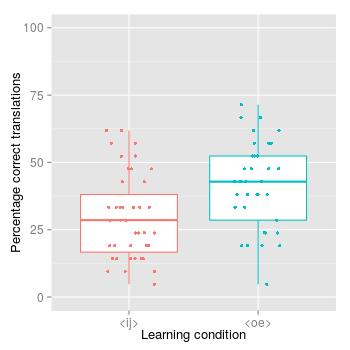 100
75
50
25
0
Percentage correct translations
<ij>
<oe>
Learning condition